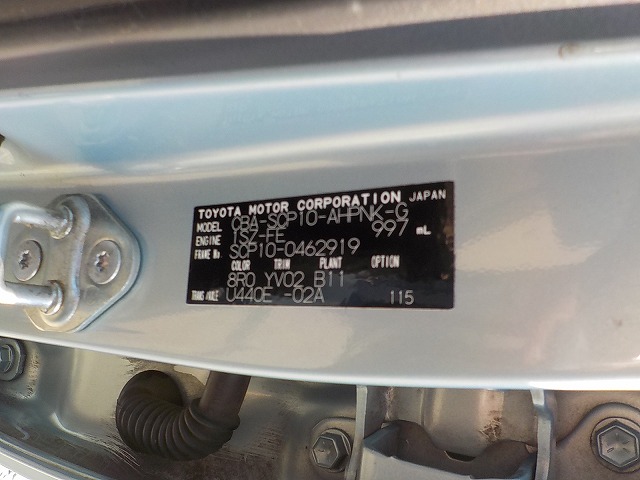 TOYOTA MOTOR CORPORATION JAPAN
MODEL CBA-SCP10-AHPNK-G
ENGINE 1SZ-FE 997 mL
FRAME No. SCP10-0462919
COLOR TRIM PLANT OPTION
8R0 YV02 B11
TRANS/AXLE U440E -02A 115